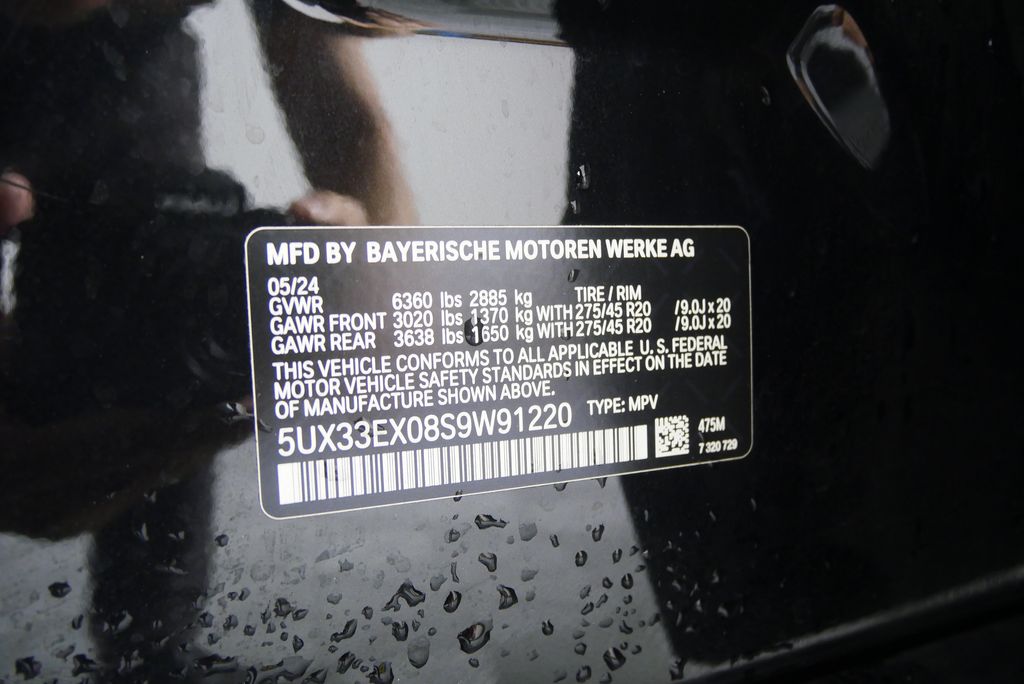 MFD BY BAYERISCHE MOTOREN WERKE AG
05/24
GVWR 6360 lbs 2885 kg TIRE / RIM
GAWR FRONT 3020 lbs 1370 kg WITH 275/45 R20 /9.0J x 20
GAWR REAR 3638 lbs 1650 kg WITH 275/45 R20 /9.0J x 20
THIS VEHICLE CONFORMS TO ALL APPLICABLE U. S. FEDERAL
MOTOR VEHICLE SAFETY STANDARDS IN EFFECT ON THE DATE
OF MANUFACTURE SHOWN ABOVE.
5UX33EX08S9W91220 TYPE: MPV
475M
7 320 729